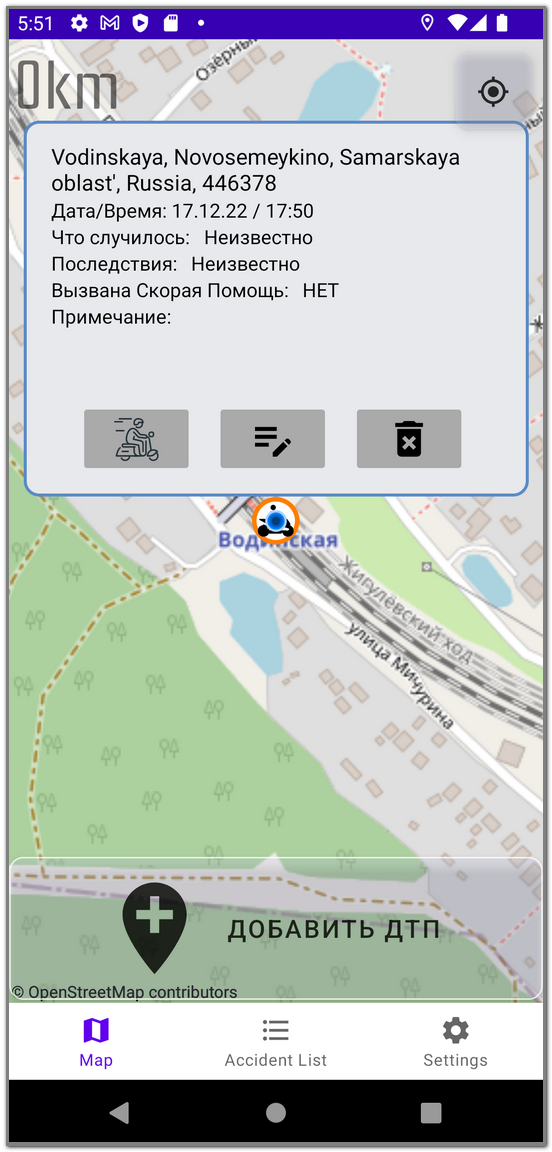 5:51
Озёрный
0km
Vodinskaya, Novosemeykino, Samarskaya
oblast', Russia, 446378
Дата/Время: 17.12.22 / 17:50
Что случилось: Неизвестно
Последствия: Неизвестно
Вызвана Скорая Помощь: НЕТ
Примечание:
Водинская
Жигулёвский ход
улица Мичурина
ДОБАВИТЬ ДТП
© OpenStreetMap contributors
Map
Accident List
Settings